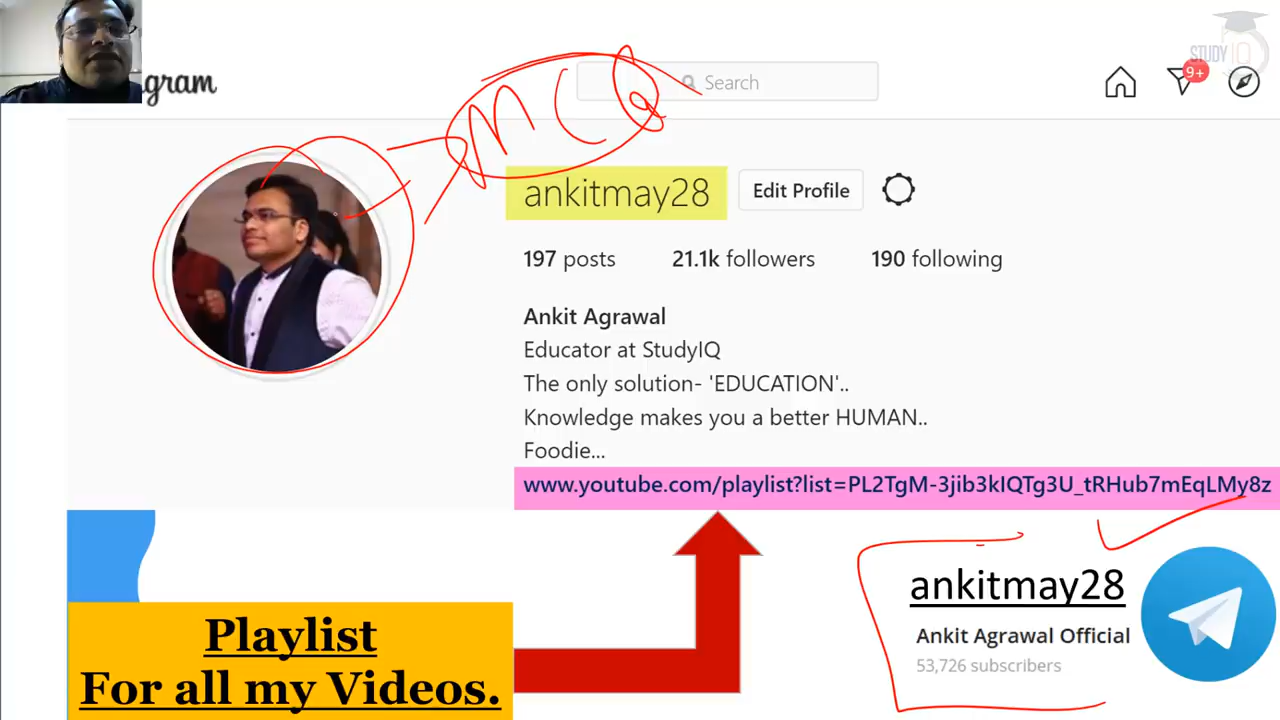 STUDY IQ
gram
Search
9+
MCQ
ankitmay28
Edit Profile
197 posts 21.1k followers 190 following
Ankit Agrawal
Educator at StudyIQ
The only solution- 'EDUCATION'..
Knowledge makes you a better HUMAN..
Foodie...
www.youtube.com/playlist?list=PL2TgM-3jib3kIQTg3U_tRHub7mEqLMy8z
ankitmay28
Ankit Agrawal Official
53,726 subscribers
Playlist
For all my Videos.